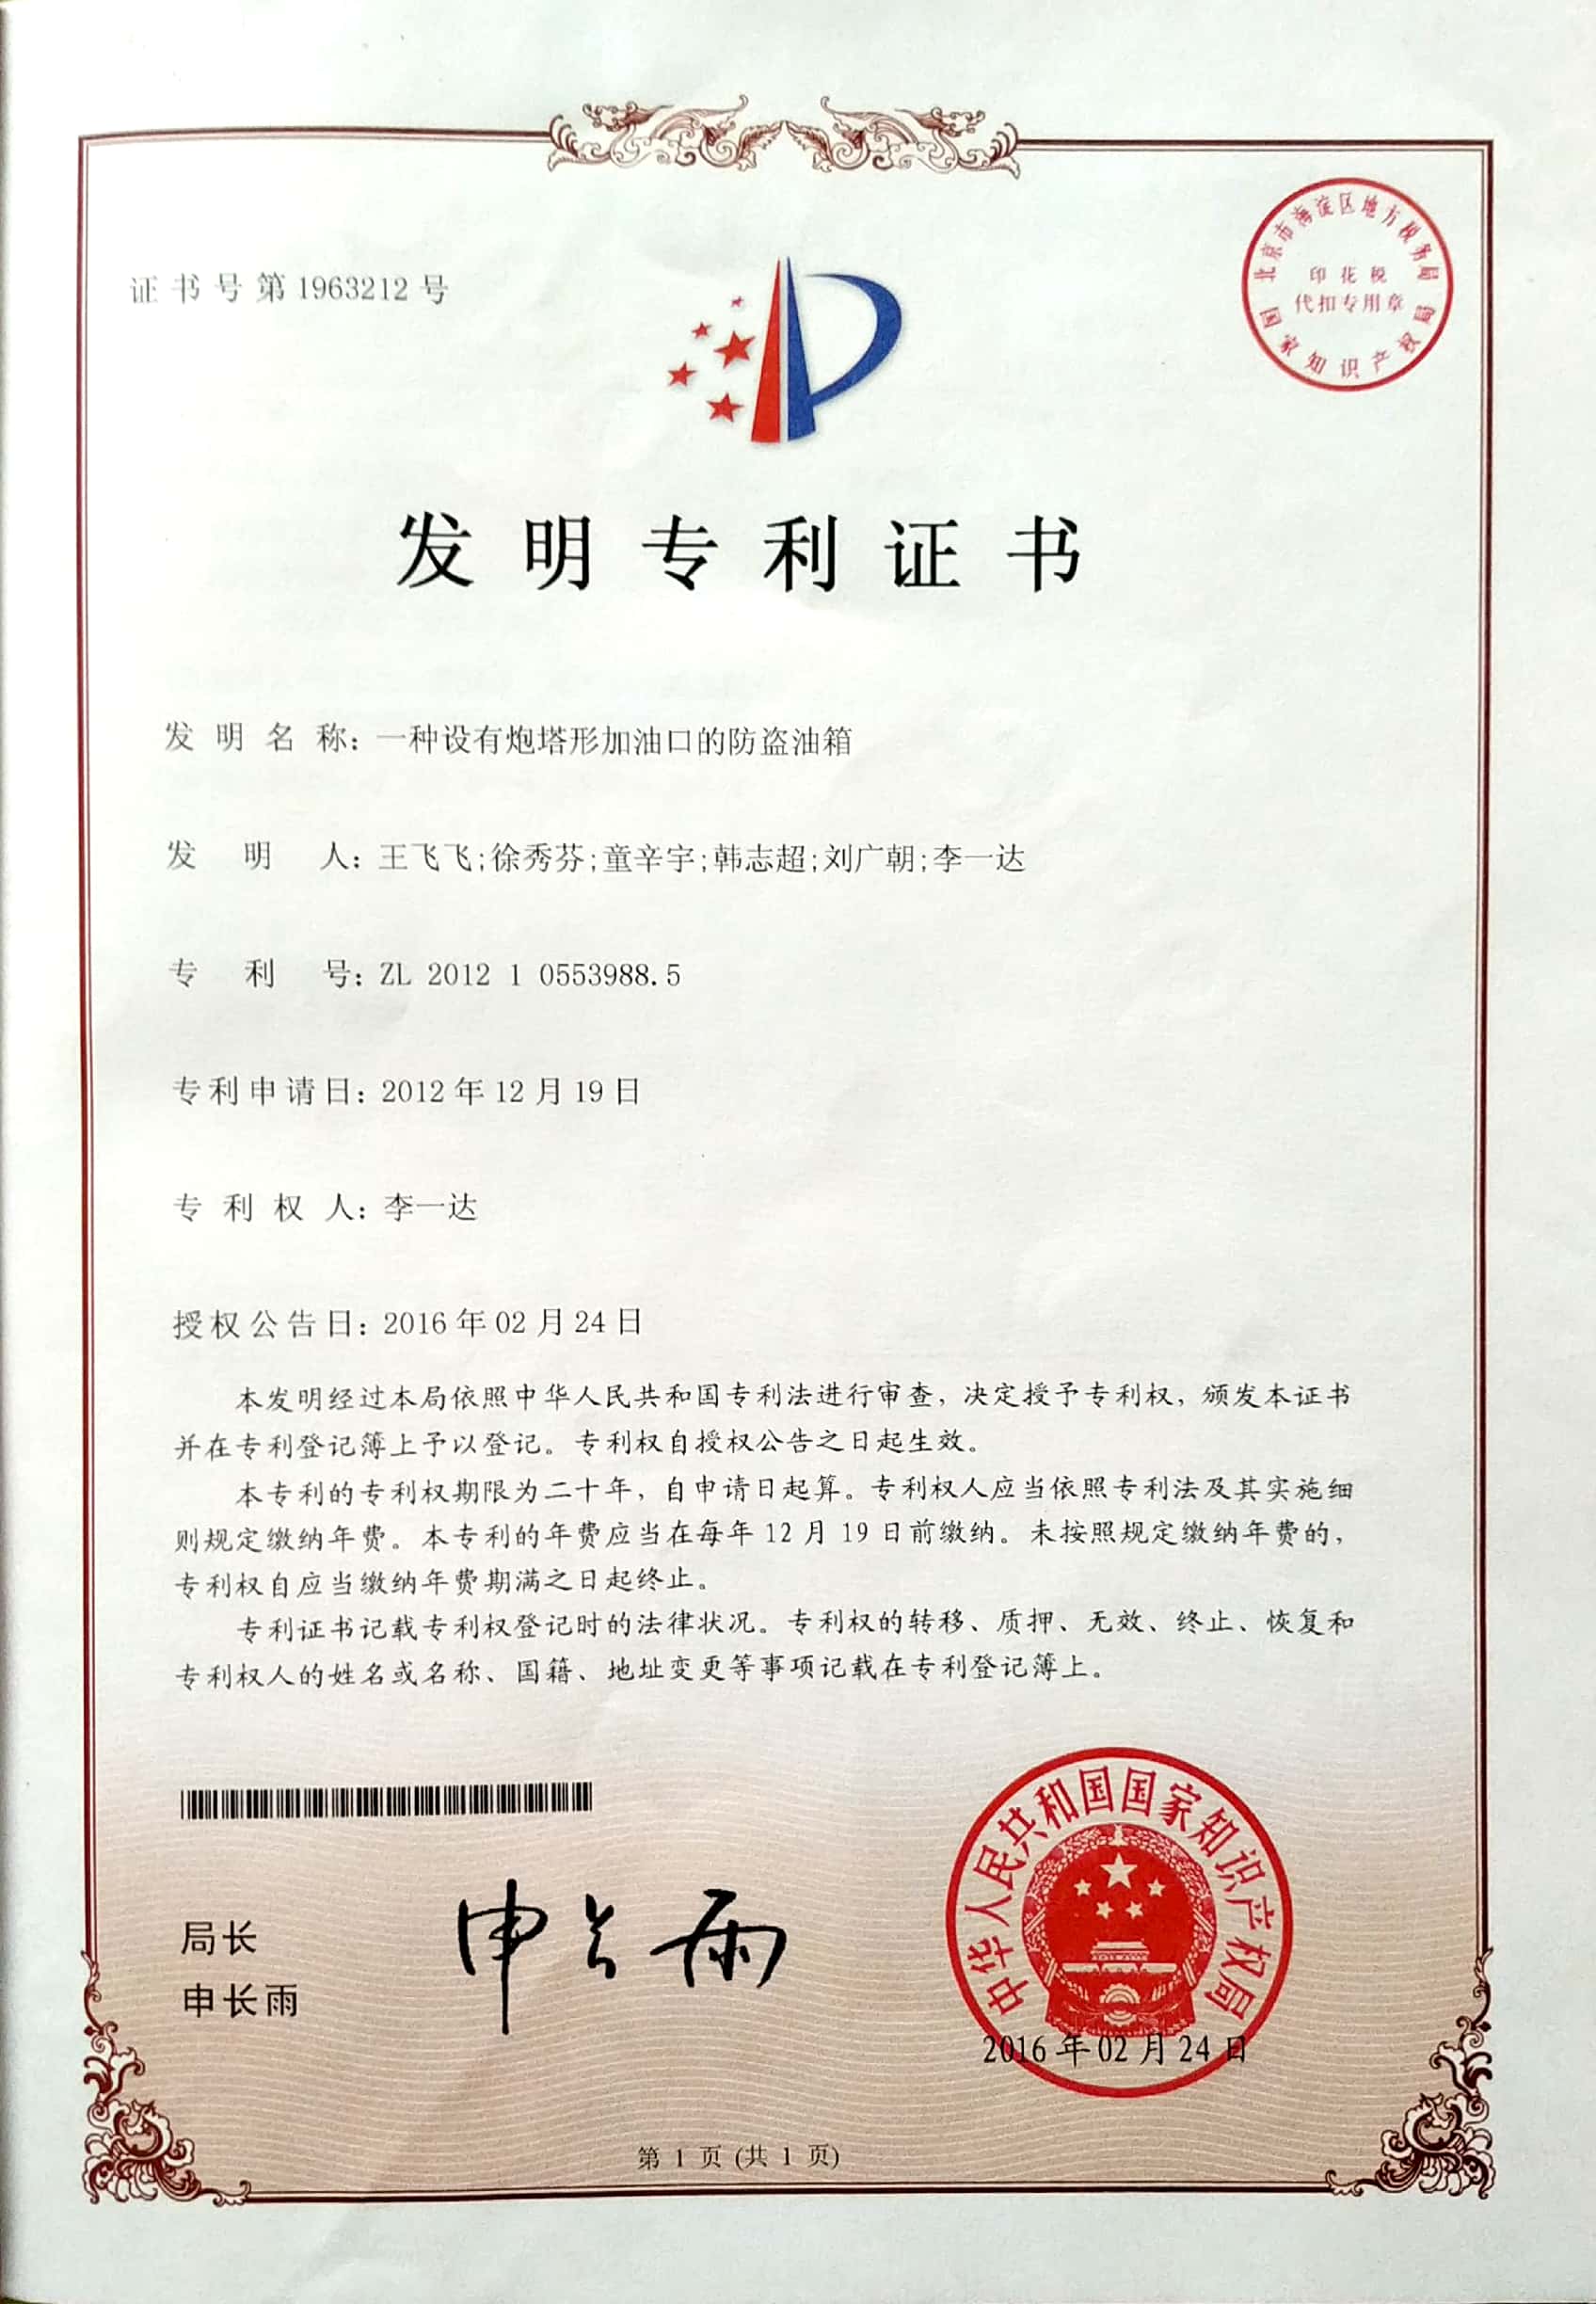 证书号第1963212号
北京市海淀区地方税务局
印花税
代扣专用章
国家知识产权局
发明专利证书
发明名称：一种设有炮塔形加油口的防盗油箱
发明人：王飞飞;徐秀芬;童辛宇;韩志超;刘广朝;李一达
专利号：ZL 2012 1 0553988.5
专利申请日：2012年12月19日
专利权人：李一达
授权公告日：2016年02月24日
本发明经过本局依照中华人民共和国专利法进行审查，决定授予专利权，颁发本证书
并在专利登记簿上予以登记。专利权自授权公告之日起生效。
本专利的专利权期限为二十年，自申请日起算。专利权人应当依照专利法及其实施细
则规定缴纳年费。本专利的年费应当在每年12月19日前缴纳。未按照规定缴纳年费的，
专利权自应当缴纳年费期满之日起终止。
专利证书记载专利权登记时的法律状况。专利权的转移、质押、无效、终止、恢复和
专利权人的姓名或名称、国籍、地址变更等事项记载在专利登记簿上。
局长
申长雨
申长雨
中华人民共和国国家知识产权局
2016年02月24日
第1页(共1页)